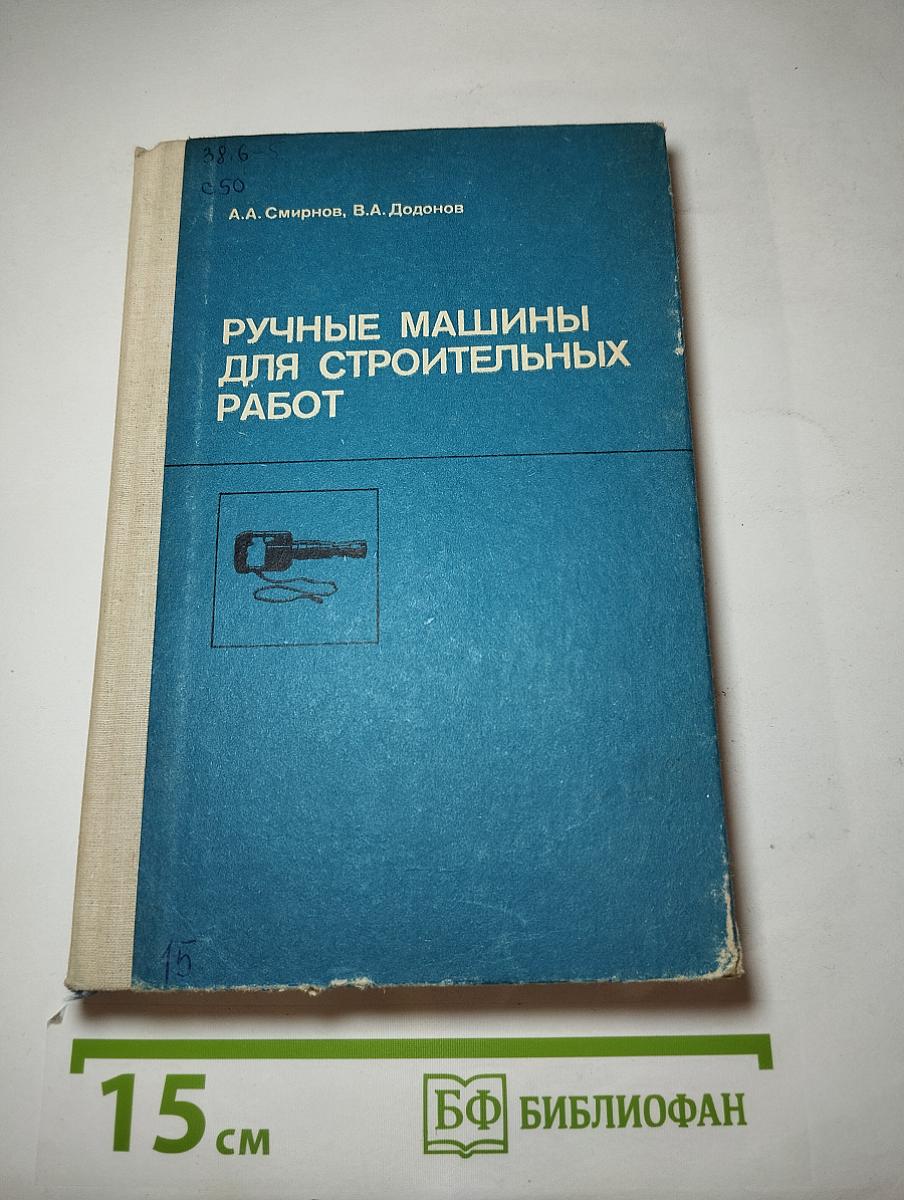 38.6-5
С50
А.А. Смирнов, В.А. Додонов
РУЧНЫЕ МАШИНЫ
ДЛЯ СТРОИТЕЛЬНЫХ
РАБОТ
15
15 см
БФ БИБЛИОФАН